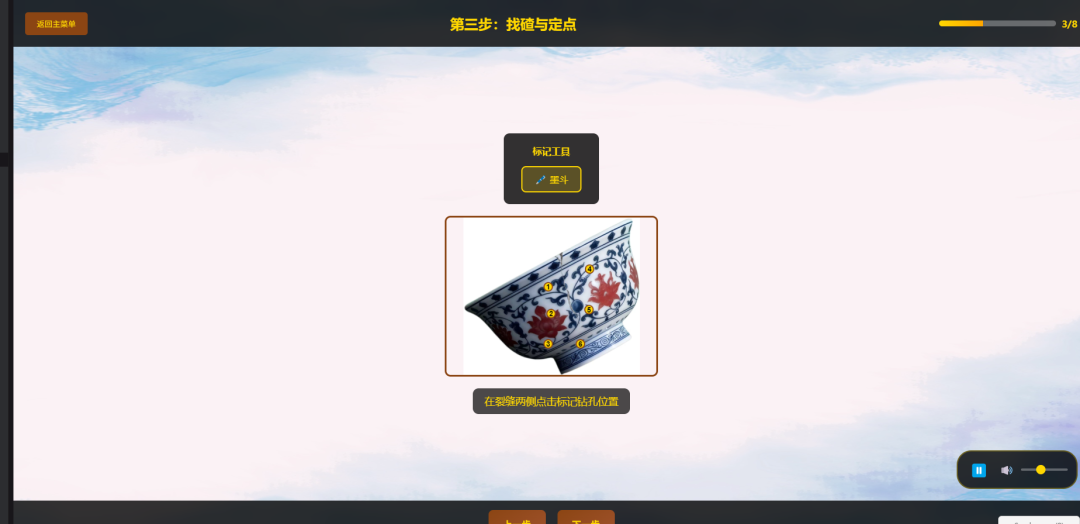 返回主菜单
第三步：找碴与定点
3/8
标记工具
墨斗
1
4
2
5
3
6
在裂缝两侧点击标记钻孔位置
上一步
下一步